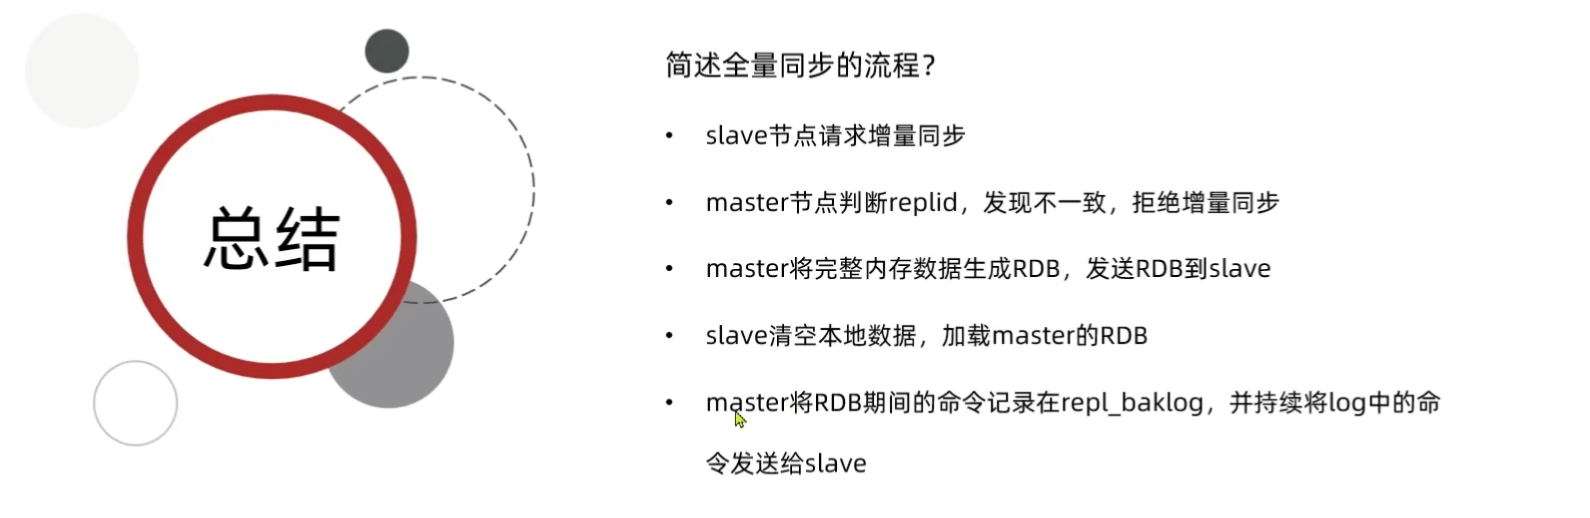 总结
简述全量同步的流程？
• slave节点请求增量同步
• master节点判断replid，发现不一致，拒绝增量同步
• master将完整内存数据生成RDB，发送RDB到slave
• slave清空本地数据，加载master的RDB
• master将RDB期间的命令记录在repl_baklog，并持续将log中的命
令发送给slave